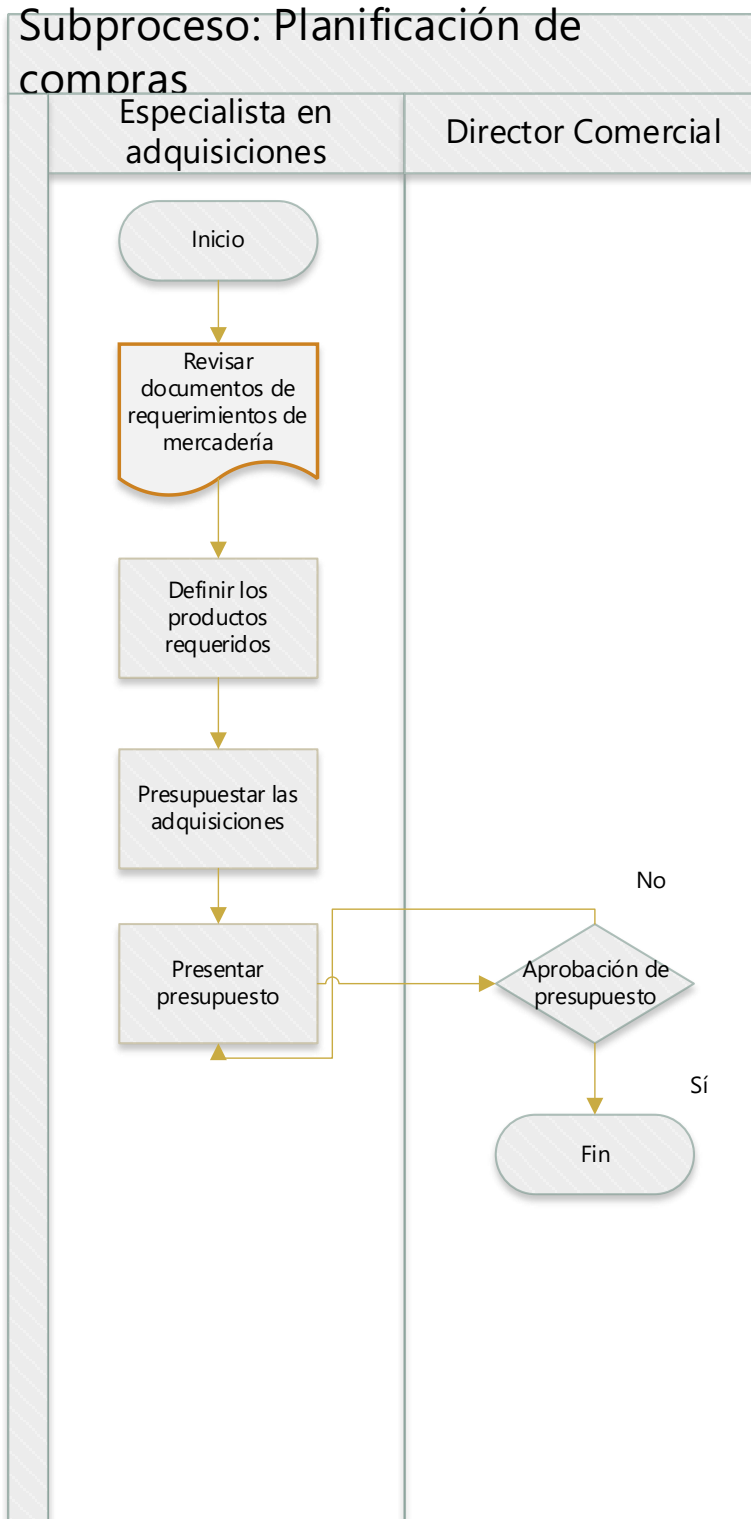 Subproceso: Planificación de
compras
Especialista en
adquisiciones
Director Comercial
Inicio
Revisar
documentos de
requerimientos de
mercadería
Definir los
productos
requeridos
Presupuestar las
adquisiciones
No
Presentar
presupuesto
Aprobación de
presupuesto
Sí
Fin